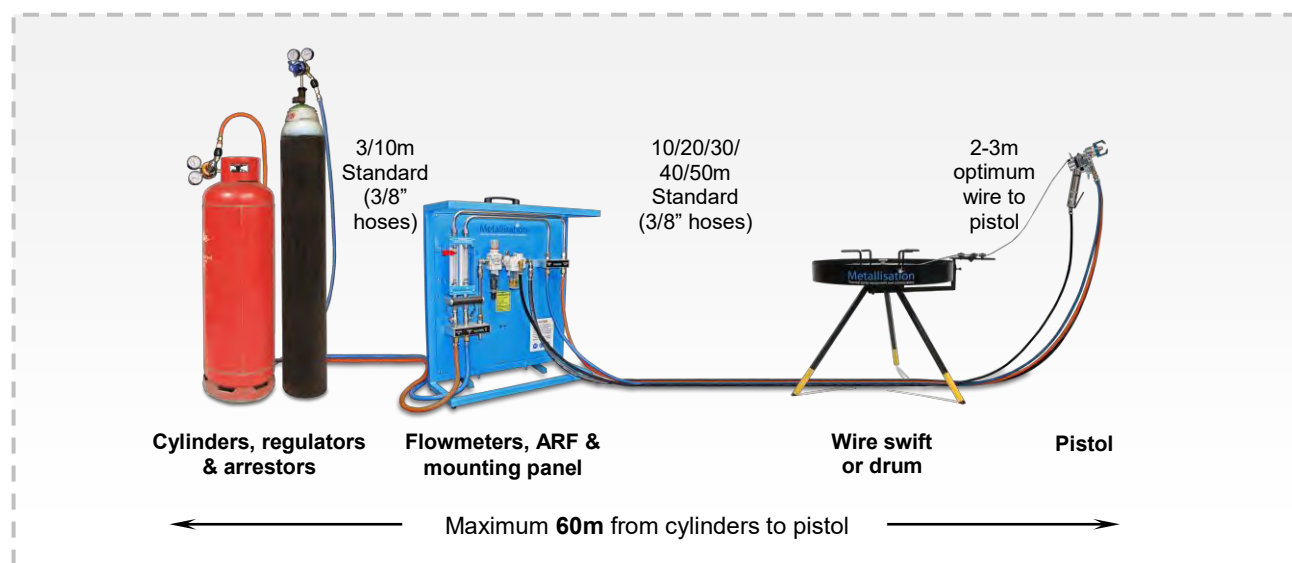 3/10m
Standard
(3/8”
hoses)
10/20/30/
40/50m
Standard
(3/8” hoses)
2-3m
optimum
wire to
pistol
Metallisation
Metallisation
Cylinders, regulators
& arrestors
Flowmeters, ARF &
mounting panel
Wire swift
or drum
Pistol
Maximum 60m from cylinders to pistol